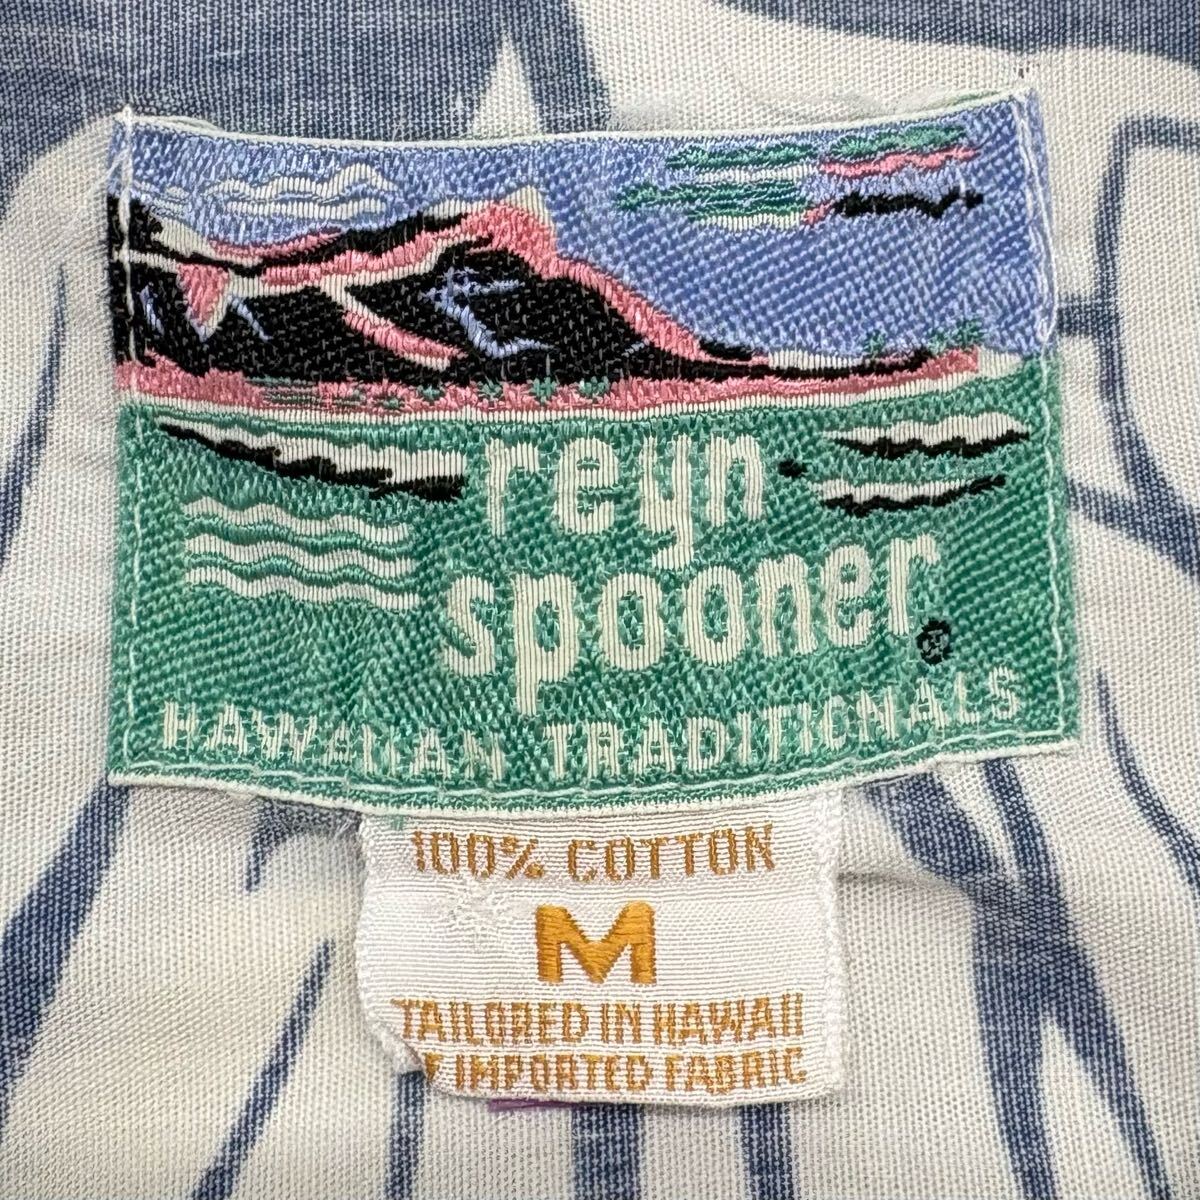 reyn
spooner®
HAWAIIAN TRADITIONALS
100% COTTON
M
TAILORED IN HAWAII
IMPORTED FABRIC